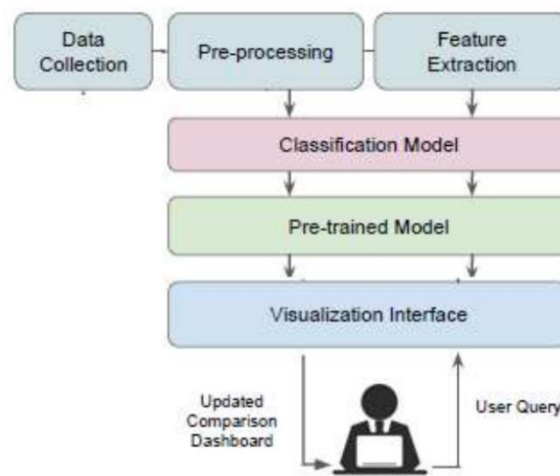 Data
Collection
Pre-processing
Feature
Extraction
Classification Model
Pre-trained Model
Visualization Interface
Updated
Comparison
Dashboard
User Query